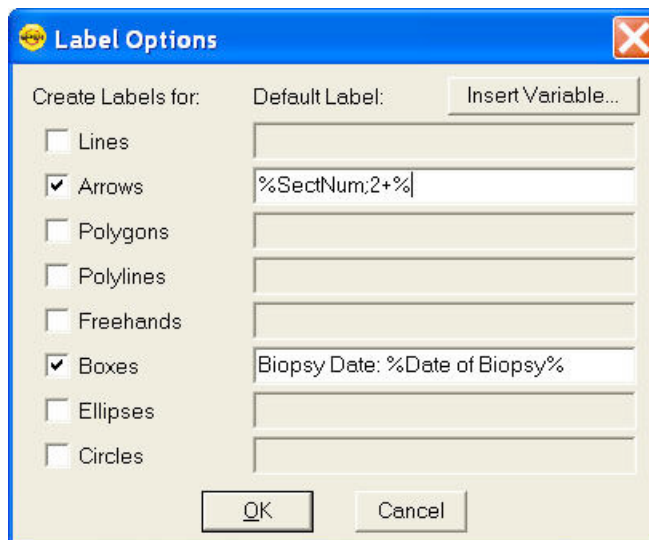 Label Options
Create Labels for: Default Label: Insert Variable...
Lines
Arrows %SectNum;2+%
Polygons
Polylines
Freehands
Boxes Biopsy Date: %Date of Biopsy%
Ellipses
Circles
OK Cancel